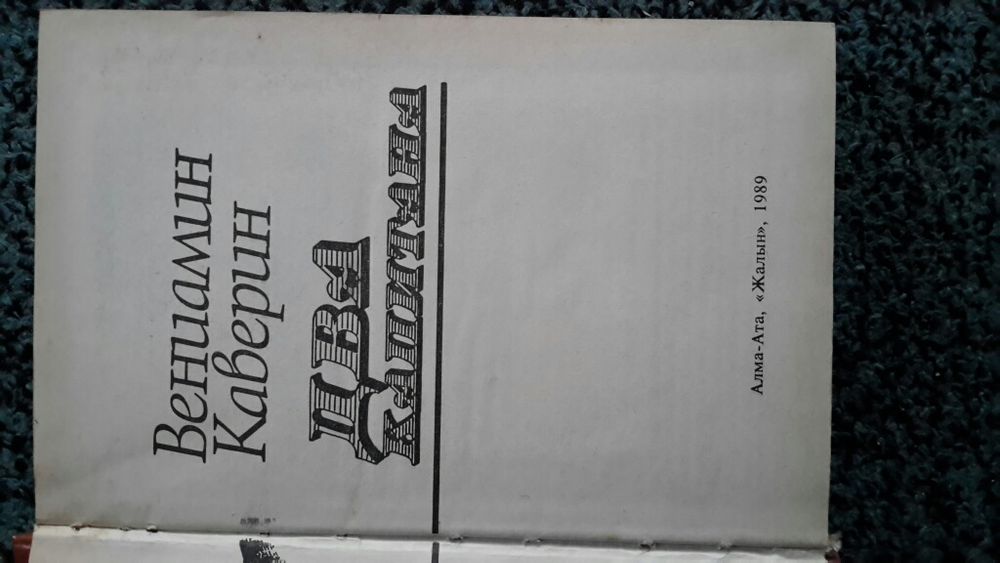 Вениамин
Каверин
ДВА
КАПИТАНА
Алма-Ата, «Жалын», 1989